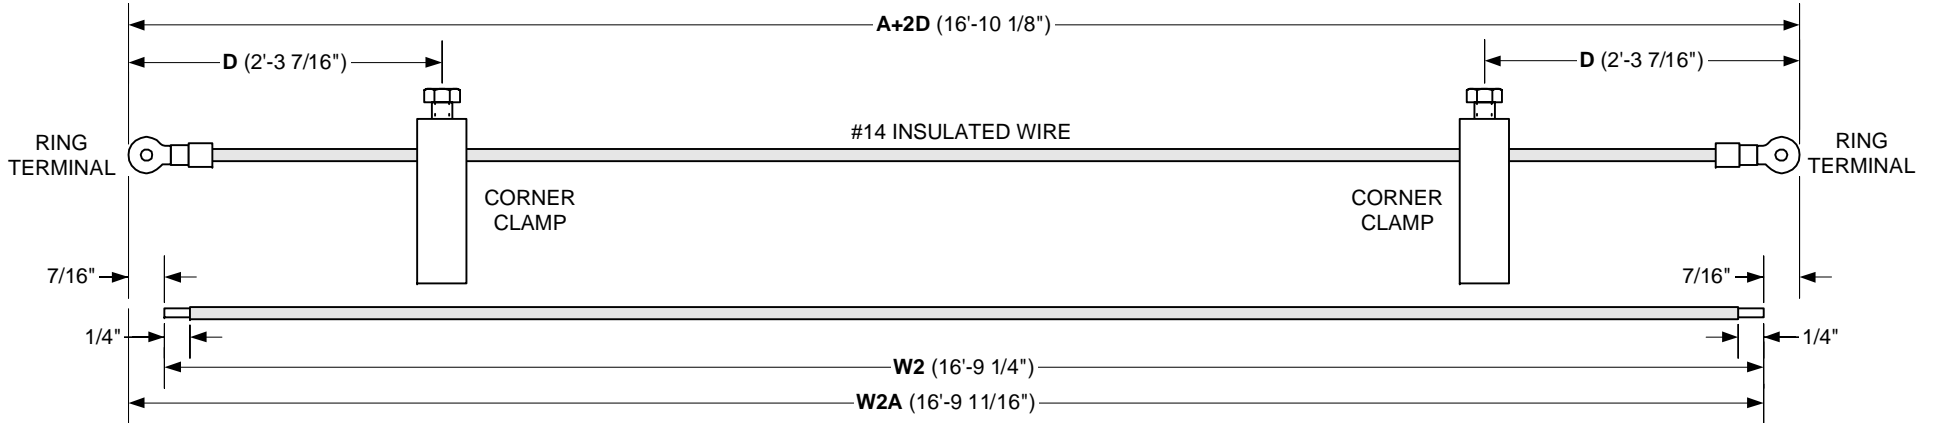 A+2D (16'-10 1/8")
D (2'-3 7/16")
D (2'-3 7/16")
#14 INSULATED WIRE
RING
TERMINAL
RING
TERMINAL
CORNER
CLAMP
CORNER
CLAMP
7/16"
7/16"
1/4"
1/4"
W2 (16'-9 1/4")
W2A (16'-9 11/16")